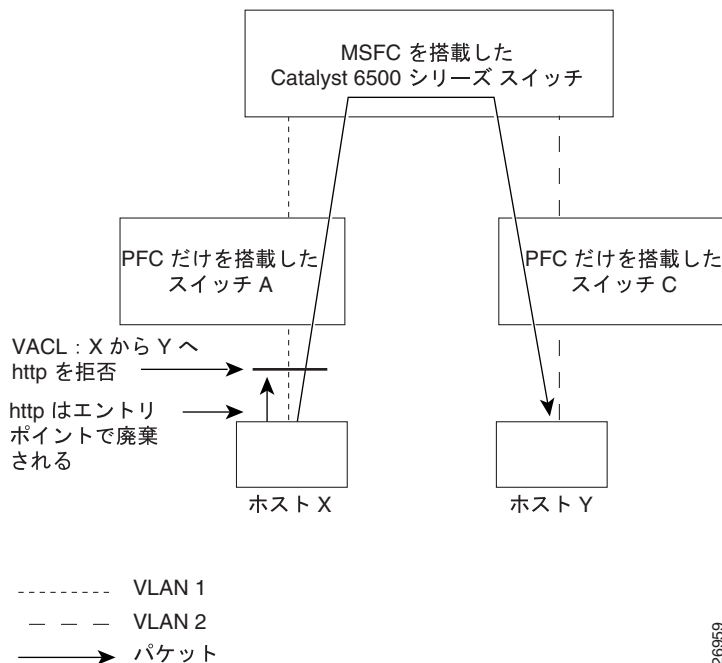 MSFC を搭載した
Catalyst 6500 シリーズ スイッチ
PFC だけを搭載した
スイッチ A
PFC だけを搭載した
スイッチ C
VACL：X から Y へ
http を拒否
http はエントリ
ポイントで廃棄
される
ホスト X
ホスト Y
VLAN 1
VLAN 2
パケット
26959